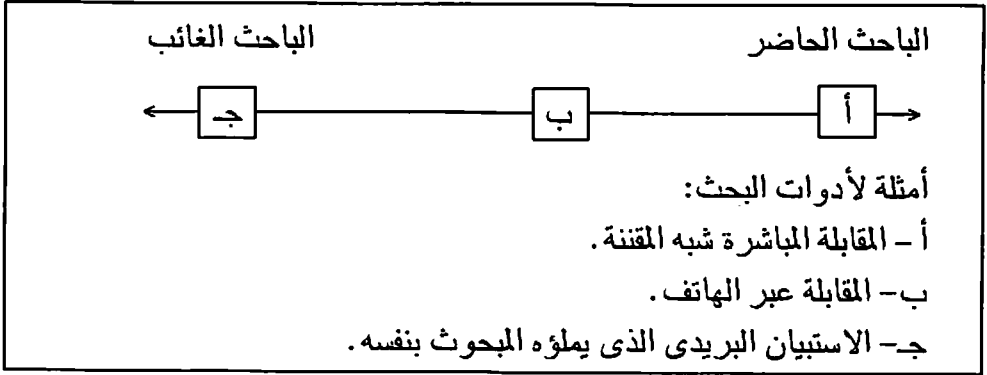 الباحث الحاضر الباحث الغائب
أ ب جـ
أمثلة لأدوات البحث:
أ – المقابلة المباشرة شبه المقننة.
ب– المقابلة عبر الهاتف.
جـ– الاستبيان البريدى الذى يملؤه المبحوث بنفسه.